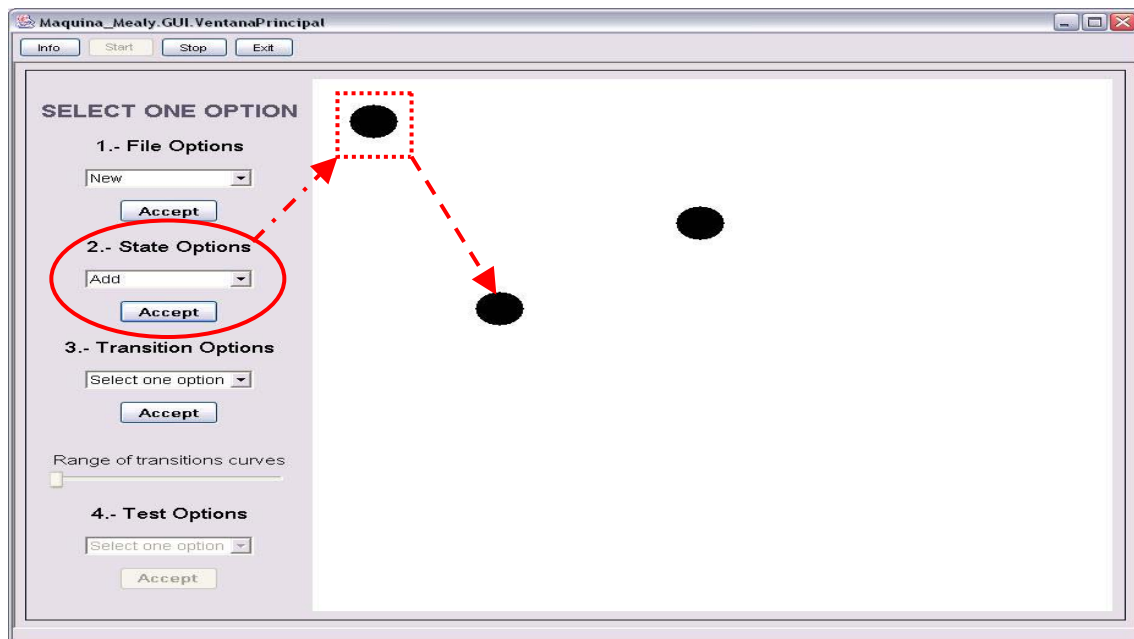 Maquina_Mealy.GUI.VentanaPrincipal
Info Start Stop Exit
SELECT ONE OPTION
1.- File Options
New
Accept
2.- State Options
Add
Accept
3.- Transition Options
Select one option
Accept
Range of transitions curves
4.- Test Options
Select one option
Accept